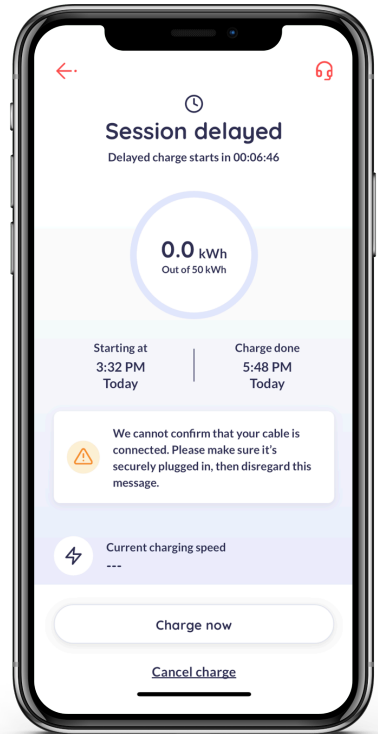 Session delayed
Delayed charge starts in 00:06:46
0.0 kWh
Out of 50 kWh
Starting at
3:32 PM
Today
Charge done
5:48 PM
Today
We cannot confirm that your cable is
connected. Please make sure it's
securely plugged in, then disregard this
message.
Current charging speed
---
Charge now
Cancel charge